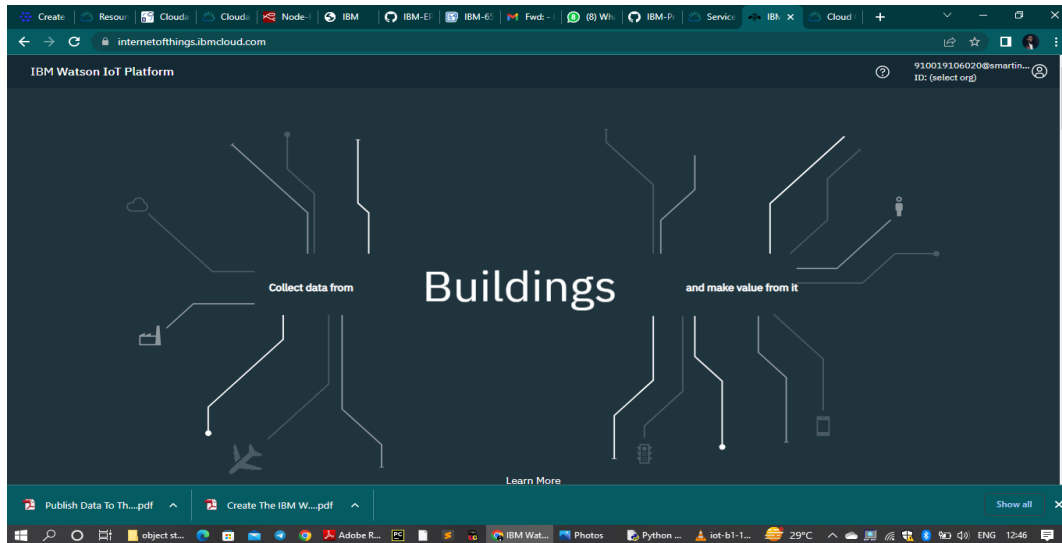 Create
Resour
Clouda
Clouda
Node-
IBM
IBM-EP
IBM-65
Fwd: -
(8) Wh
IBM-Pr
Service
IBM
Cloud
internetofthings.ibmcloud.com
IBM Watson IoT Platform
910019106020@smartin...
ID: (select org)
Collect data from
Buildings
and make value from it
Learn More
Publish Data To Th....pdf
Create The IBM W....pdf
Show all
object st...
Adobe R...
IBM Wat...
Photos
Python ...
iot-b1-1...
29°C
ENG
12:46